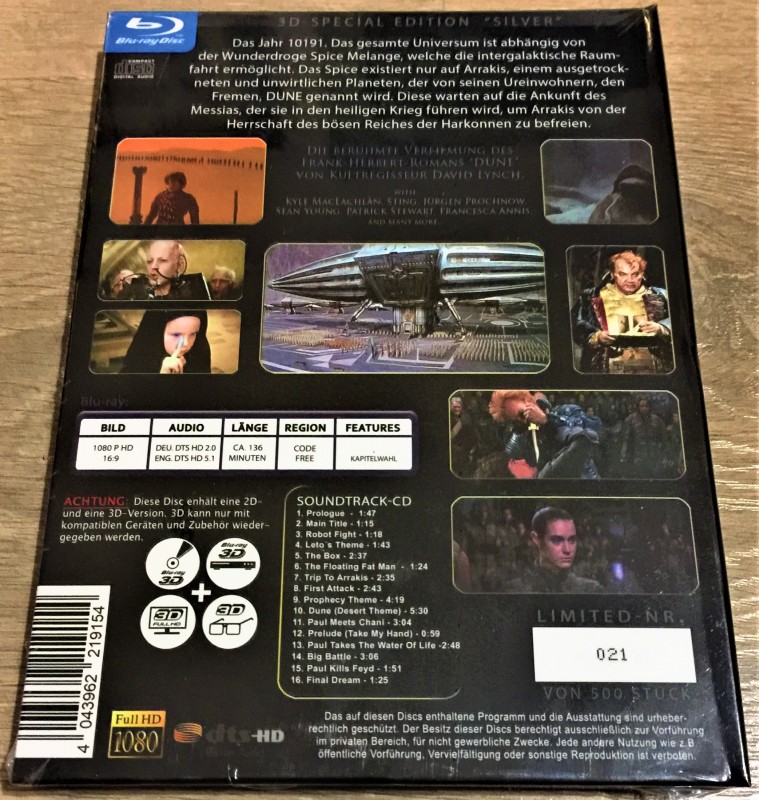 3D-SPECIAL EDITION "SILVER"
Blu-ray Disc
COMPACT
disc
DIGITAL AUDIO
Das Jahr 10191. Das gesamte Universum ist abhängig von
der Wunderdroge Spice Melange, welche die intergalaktische Raum-
fahrt ermöglicht. Das Spice existiert nur auf Arrakis, einem ausgetrock-
neten und unwirtlichen Planeten, der von seinen Ureinwohnern, den
Fremen, DUNE genannt wird. Diese warten auf die Ankunft des
Messias, der sie in den heiligen Krieg führen wird, um Arrakis von der
Herrschaft des bösen Reiches der Harkonnen zu befreien.
DIE BERÜHMTE VERFILMUNG DES
FRANK-HERBERT-ROMANS "DUNE"
VON KULTREGISSEUR DAVID LYNCH.
WITH
KYLE MACLACHLAN, STING, JÜRGEN PROCHNOW,
SEAN YOUNG, PATRICK STEWART, FRANCESCA ANNIS,
AND MANY MORE.
Blu-ray:
BILD AUDIO LÄNGE REGION FEATURES
1080 P HD DEU. DTS HD 2.0 CA. 136 CODE KAPITELWAHL
16:9 ENG. DTS HD 5.1 MINUTEN FREE
ACHTUNG: Diese Disc enhält eine 2D-
und eine 3D-Version. 3D kann nur mit
kompatiblen Geräten und Zubehör wieder-
gegeben werden.
Blu-ray 3D
Blu-ray 3D
+
3D FULL HD
3D
SOUNDTRACK-CD
1. Prologue - 1:47
2. Main Title - 1:15
3. Robot Fight - 1:18
4. Leto´s Theme - 1:43
5. The Box - 2:37
6. The Floating Fat Man - 1:24
7. Trip To Arrakis - 2:35
8. First Attack - 2:43
9. Prophecy Theme - 4:19
10. Dune (Desert Theme) - 5:30
11. Paul Meets Chani - 3:04
12. Prelude (Take My Hand) - 0:59
13. Paul Takes The Water Of Life -2:48
14. Big Battle - 3:06
15. Paul Kills Feyd - 1:51
16. Final Dream - 1:25
LIMITED-NR.
021
VON 500 STÜCK
4 043962 219154
Full HD
1080
dts-HD
Das auf diesen Discs enthaltene Programm und die Ausstattung sind urheber-
rechtlich geschützt. Der Besitz dieser Discs berechtigt ausschließlich zur Vorführung
im privaten Bereich, für nicht gewerbliche Zwecke. Jede andere Nutzung wie z.B
öffentliche Vorführung, Vervielfältigung oder sonstige Reproduktion ist verboten.